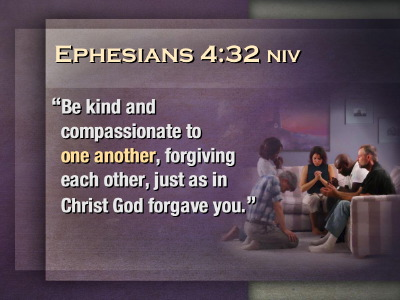 EPHESIANS 4:32 NIV
“Be kind and
compassionate to
one another, forgiving
each other, just as in
Christ God forgave you.”